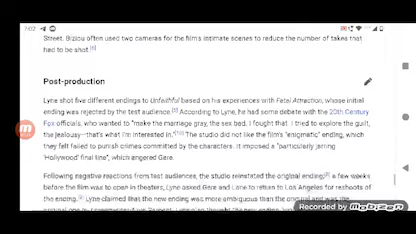 7:02
Street. Biziou often used two cameras for the film's intimate scenes to reduce the number of takes that
had to be shot.[6]
Post-production
Lyne shot five different endings to Unfaithful based on his experiences with Fatal Attraction, whose initial
ending was rejected by the test audience.[2] According to Lyne, he had some debate with the 20th Century
Fox officials, who wanted to "make the marriage gray, the sex bad. I fought that. I tried to explore the guilt,
the jealousy—that's what I'm interested in."[10] The studio did not like the film's "enigmatic" ending, which
they felt failed to punish crimes committed by the characters. It imposed a "particularly jarring
'Hollywood' final line", which angered Gere.
Following negative reactions from test audiences, the studio reinstated the original ending; a few weeks
before the film was to open in theaters, Lyne asked Gere and Lane to return to Los Angeles for reshoots of
the ending. Lyne claimed that the new ending was more ambiguous than the original and was the
Recorded by Mobizen